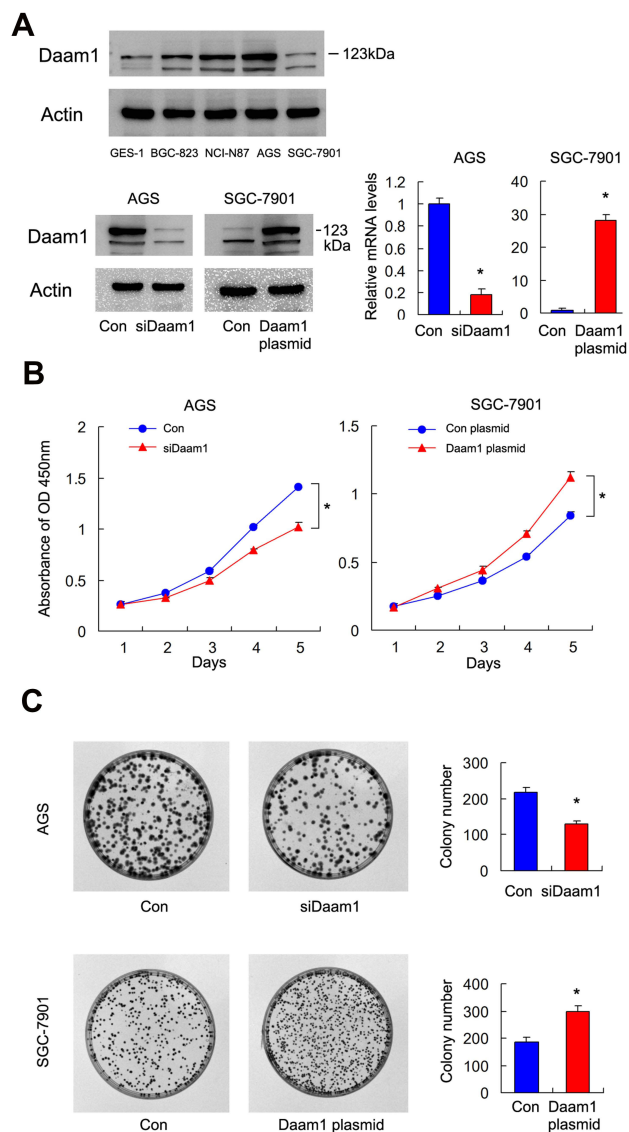 A
Daam1
123kDa
Actin
GES-1 BGC-823 NCI-N87 AGS SGC-7901
AGS SGC-7901
Daam1
-123
kDa
Actin
Con siDaam1 Con Daam1
plasmid
AGS SGC-7901
Relative mRNA levels
1.2
1
0.8
0.6
0.4
0.2
0
*
Con siDaam1
40
30
20
10
0
*
Con Daam1
plasmid
B
AGS SGC-7901
Absorbance of OD 450nm
2
1.5
1
0.5
0
Con
siDaam1
*
1 2 3 4 5
Days
1.5
1
0.5
0
Con plasmid
Daam1 plasmid
*
1 2 3 4 5
Days
C
AGS
Con siDaam1
Colony number
300
200
100
0
*
Con siDaam1
SGC-7901
Con Daam1 plasmid
Colony number
400
300
200
100
0
*
Con Daam1
plasmid